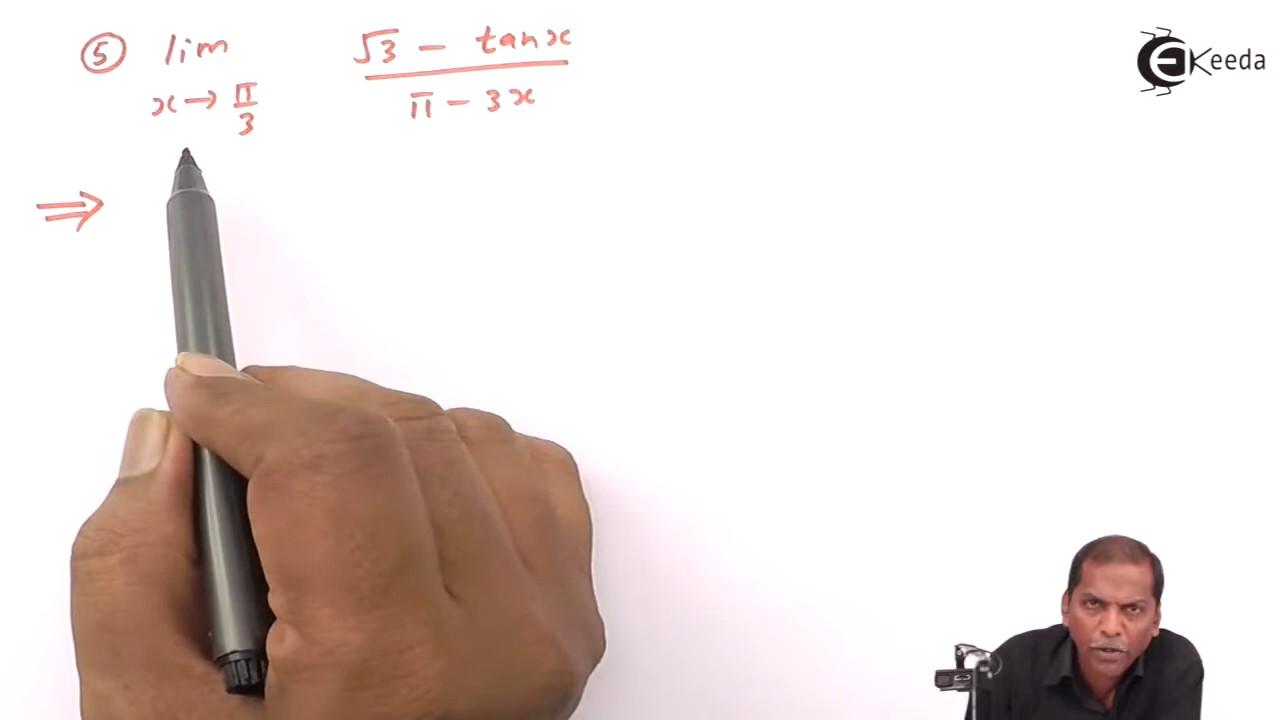 ⑤ lim x→π/3 (√3 - tanx)/(π - 3x)
⇒
EKeeda